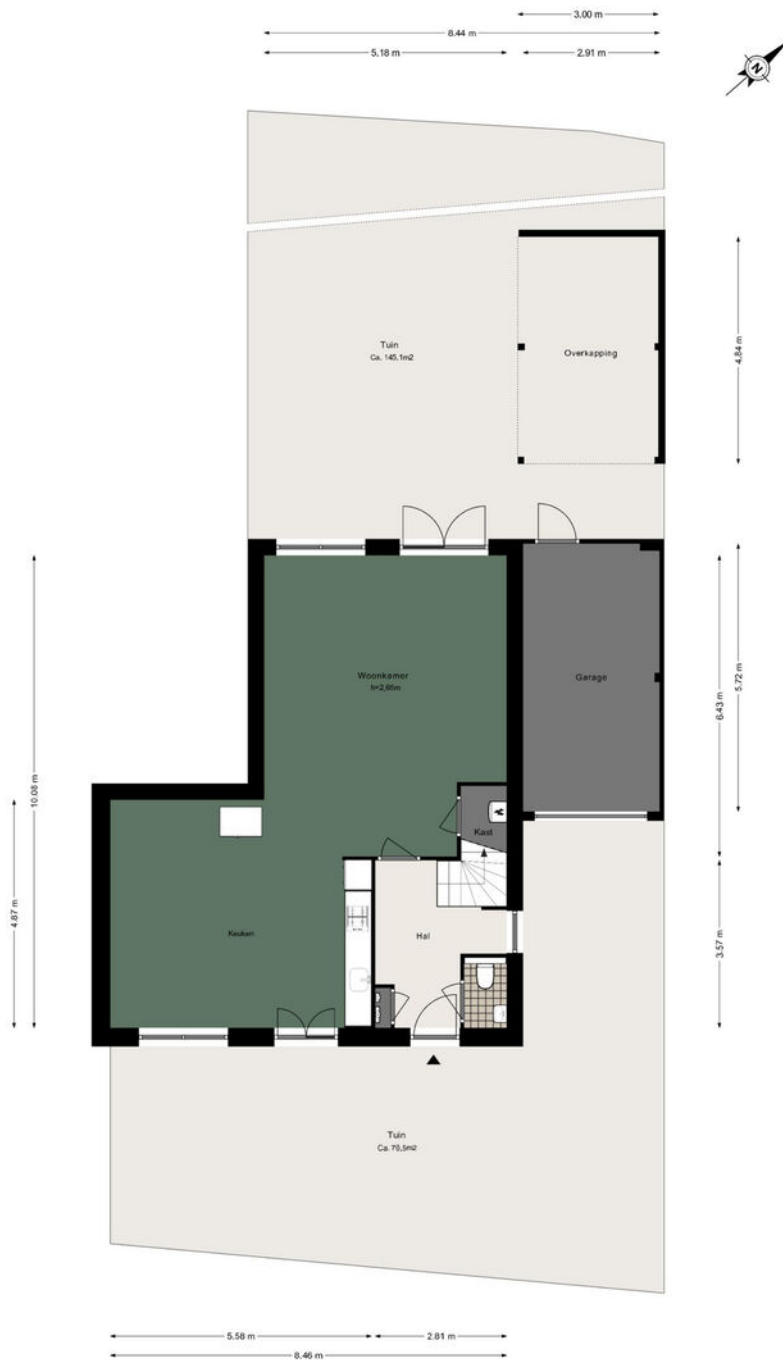 3.00 m
8.44 m
5.18 m
2.91 m
N
Tuin
Ca. 145,1m2
Overkapping
4.84 m
Woonkamer
h=2,66m
Garage
10.08 m
6.43 m
5.72 m
Kast
4.87 m
Keuken
Hal
3.57 m
Tuin
Ca. 79,5m2
5.58 m
2.81 m
8.46 m